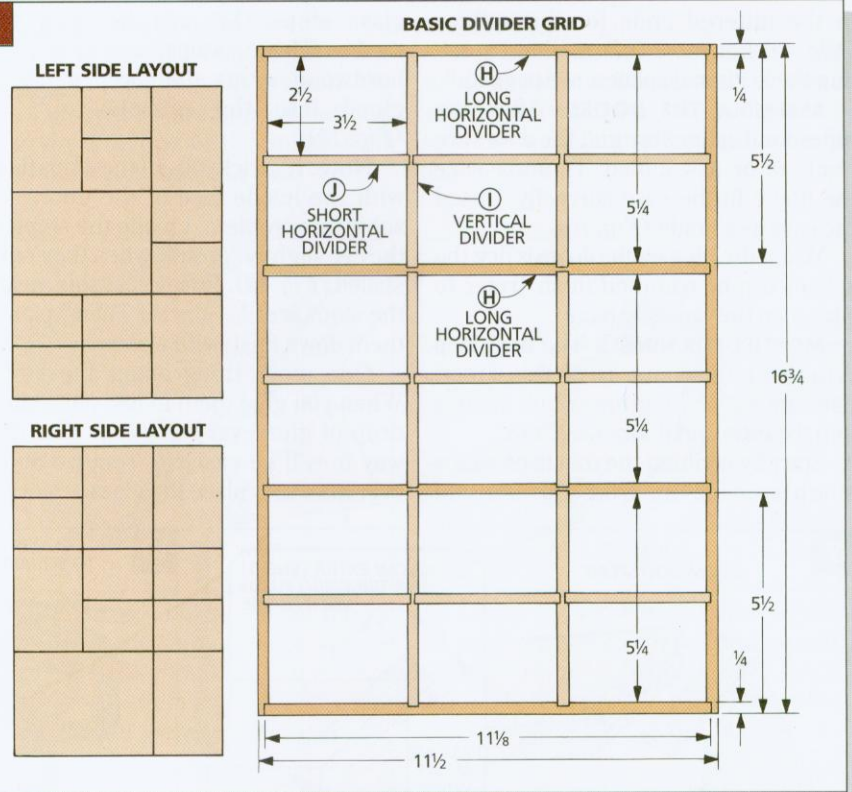 BASIC DIVIDER GRID
LEFT SIDE LAYOUT
RIGHT SIDE LAYOUT
H
LONG
HORIZONTAL
DIVIDER
2½
3½
¼
5½
J
SHORT
HORIZONTAL
DIVIDER
I
VERTICAL
DIVIDER
5¼
H
LONG
HORIZONTAL
DIVIDER
16¾
5¼
5½
5¼
¼
11⅛
11½